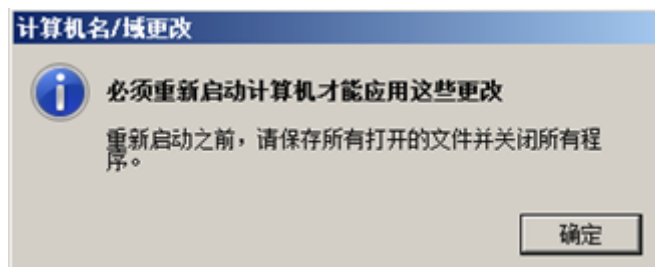 计算机名/域更改
必须重新启动计算机才能应用这些更改
重新启动之前，请保存所有打开的文件并关闭所有程
序。
确定